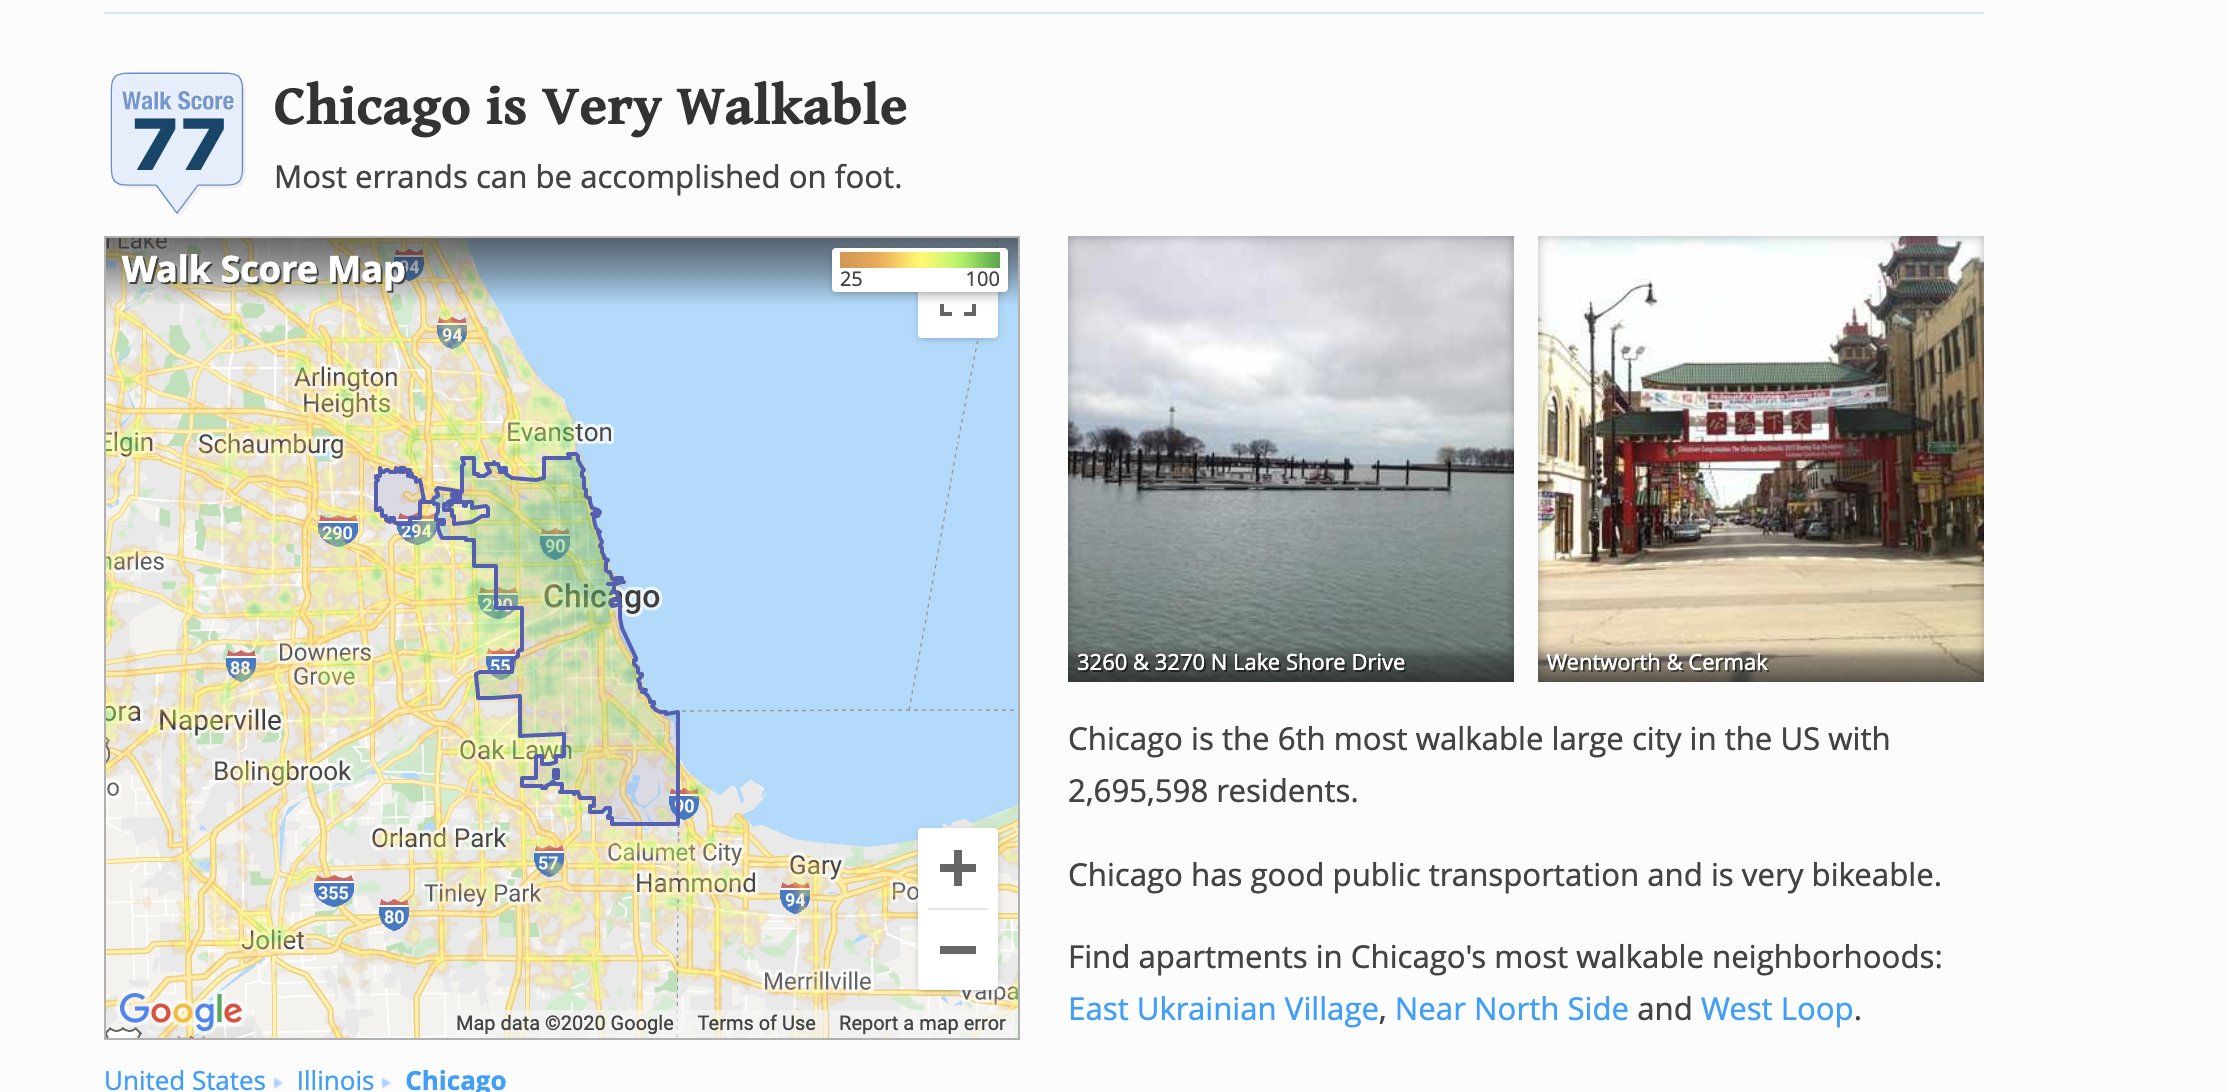 Walk Score
77
Chicago is Very Walkable
Most errands can be accomplished on foot.
Lake
Walk Score Map
94
25 100
94
Arlington
Heights
Evanston
Elgin
Schaumburg
290
294
90
harles
290
Chicago
55
88
Downers
Grove
ora
Naperville
Oak Lawn
Bolingbrook
o
90
Orland Park
57
Calumet City
Gary
Hammond
355
Tinley Park
94
Po
80
Joliet
Merrillville
Valpa
Google
Map data ©2020 Google
Terms of Use
Report a map error
3260 & 3270 N Lake Shore Drive
公為下天
Wentworth & Cermak
Chicago is the 6th most walkable large city in the US with
2,695,598 residents.
Chicago has good public transportation and is very bikeable.
Find apartments in Chicago's most walkable neighborhoods:
East Ukrainian Village, Near North Side and West Loop.
United States Illinois Chicago